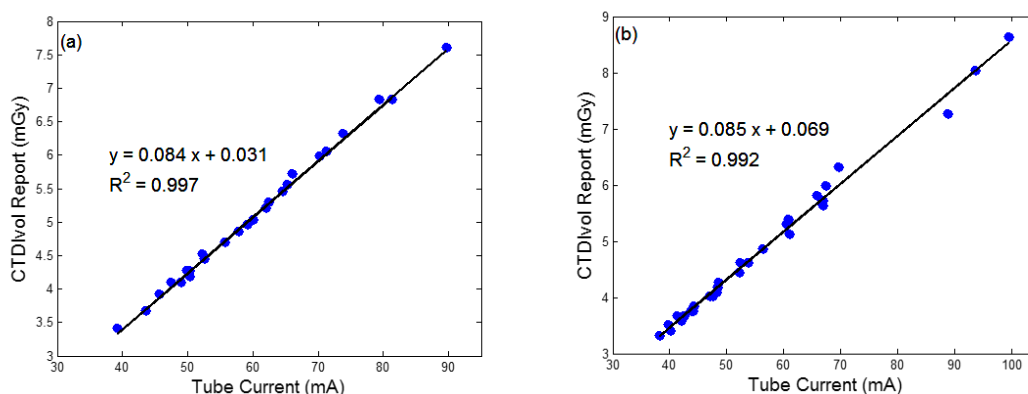 (a)
CTDIvol Report (mGy)
8
7.5
7
6.5
6
5.5
5
4.5
4
3.5
3
y = 0.084 x + 0.031
R² = 0.997
30 40 50 60 70 80 90
Tube Current (mA)
(b)
CTDIvol Report (mGy)
9
8
7
6
5
4
3
y = 0.085 x + 0.069
R² = 0.992
30 40 50 60 70 80 90 100
Tube Current (mA)